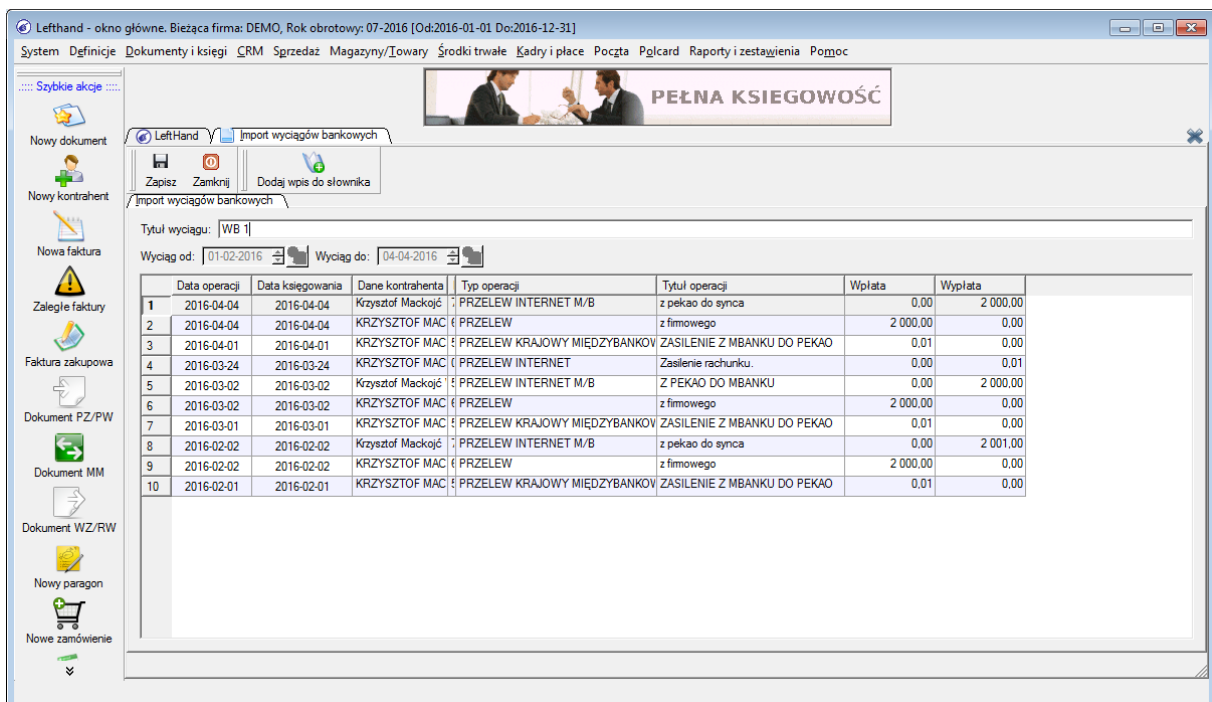 Lefthand - okno główne. Bieżąca firma: DEMO, Rok obrotowy: 07-2016 [Od:2016-01-01 Do:2016-12-31]
System Definicje Dokumenty i księgi CRM Sprzedaż Magazyny/Towary Środki trwałe Kadry i płace Poczta Polcard Raporty i zestawienia Pomoc
.:::: Szybkie akcje ::::.
PEŁNA KSIEGOWOŚĆ
Nowy dokument
LeftHand Import wyciągów bankowych
Zapisz Zamknij Dodaj wpis do słownika
Nowy kontrahent
Import wyciągów bankowych
Tytuł wyciągu: WB 1
Nowa faktura
Wyciąg od: 01-02-2016 Wyciąg do: 04-04-2016
Data operacji Data księgowania Dane kontrahenta Typ operacji Tytuł operacji Wpłata Wypłata
1 2016-04-04 2016-04-04 Krzysztof Mackojć 7 PRZELEW INTERNET M/B z pekao do synca 0,00 2 000,00
Zaległe faktury
2 2016-04-04 2016-04-04 KRZYSZTOF MAC 6 PRZELEW z firmowego 2 000,00 0,00
3 2016-04-01 2016-04-01 KRZYSZTOF MAC 5 PRZELEW KRAJOWY MIĘDZYBANKOW ZASILENIE Z MBANKU DO PEKAO 0,01 0,00
Faktura zakupowa
4 2016-03-24 2016-03-24 KRZYSZTOF MAC PRZELEW INTERNET Zasilenie rachunku. 0,00 0,01
5 2016-03-02 2016-03-02 Krzysztof Mackojć 5 PRZELEW INTERNET M/B Z PEKAO DO MBANKU 0,00 2 000,00
6 2016-03-02 2016-03-02 KRZYSZTOF MAC 6 PRZELEW z firmowego 2 000,00 0,00
Dokument PZ/PW
7 2016-03-01 2016-03-01 KRZYSZTOF MAC 5 PRZELEW KRAJOWY MIĘDZYBANKOW ZASILENIE Z MBANKU DO PEKAO 0,01 0,00
8 2016-02-02 2016-02-02 Krzysztof Mackojć 7 PRZELEW INTERNET M/B z pekao do synca 0,00 2 001,00
9 2016-02-02 2016-02-02 KRZYSZTOF MAC 6 PRZELEW z firmowego 2 000,00 0,00
Dokument MM
10 2016-02-01 2016-02-01 KRZYSZTOF MAC 5 PRZELEW KRAJOWY MIĘDZYBANKOW ZASILENIE Z MBANKU DO PEKAO 0,01 0,00
Dokument WZ/RW
Nowy paragon
Nowe zamówienie